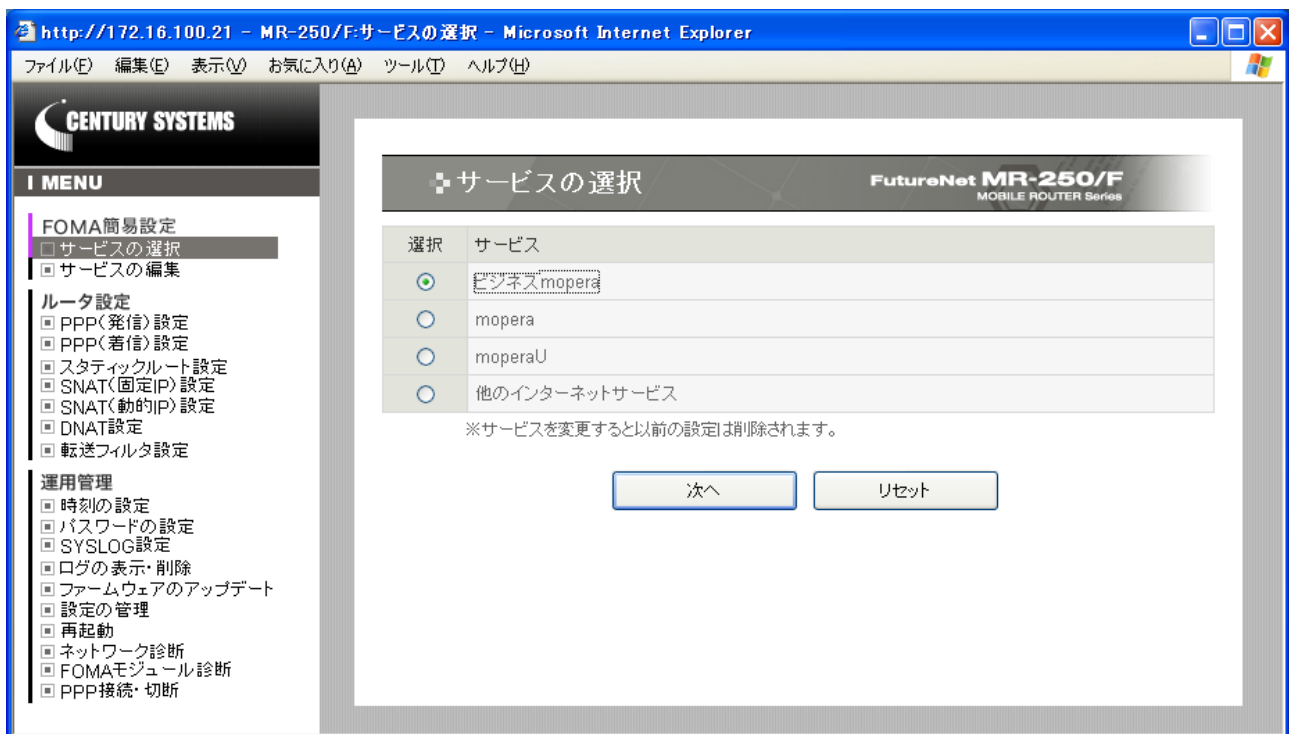 http://172.16.100.21 - MR-250/F:サービスの選択 - Microsoft Internet Explorer
ファイル(F) 編集(E) 表示(V) お気に入り(A) ツール(T) ヘルプ(H)
CENTURY SYSTEMS
MENU
FOMA簡易設定
サービスの選択
サービスの編集
ルータ設定
PPP(発信)設定
PPP(着信)設定
スタティックルート設定
SNAT(固定IP)設定
SNAT(動的IP)設定
DNAT設定
転送フィルタ設定
運用管理
時刻の設定
パスワードの設定
SYSLOG設定
ログの表示・削除
ファームウェアのアップデート
設定の管理
再起動
ネットワーク診断
FOMAモジュール診断
PPP接続・切断
サービスの選択
FutureNet MR-250/F
MOBILE ROUTER Series
選択 サービス
ビジネスmopera
mopera
moperaU
他のインターネットサービス
※サービスを変更すると以前の設定は削除されます。
次へ リセット